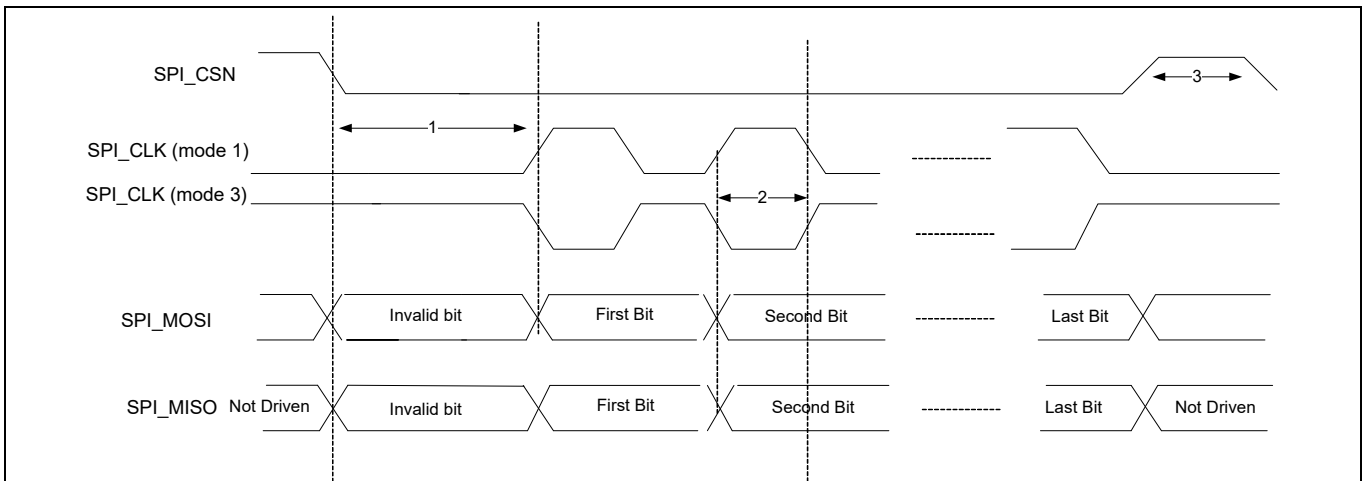 SPI_CSN
3
1
SPI_CLK (mode 1)
SPI_CLK (mode 3)
2
SPI_MOSI
Invalid bit
First Bit
Second Bit
Last Bit
SPI_MISO
Not Driven
Invalid bit
First Bit
Second Bit
Last Bit
Not Driven